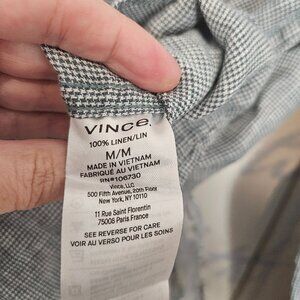 VINCE.
100% LINEN/LIN
M/M
MADE IN VIETNAM
FABRIQUÉ AU VIETNAM
RN#106730
Vince, LLC
500 Fifth Avenue, 20th Floor
New York, NY 10110
11 Rue Saint Florentin
75008 Paris France
SEE REVERSE FOR CARE
VOIR AU VERSO POUR LES SOINS